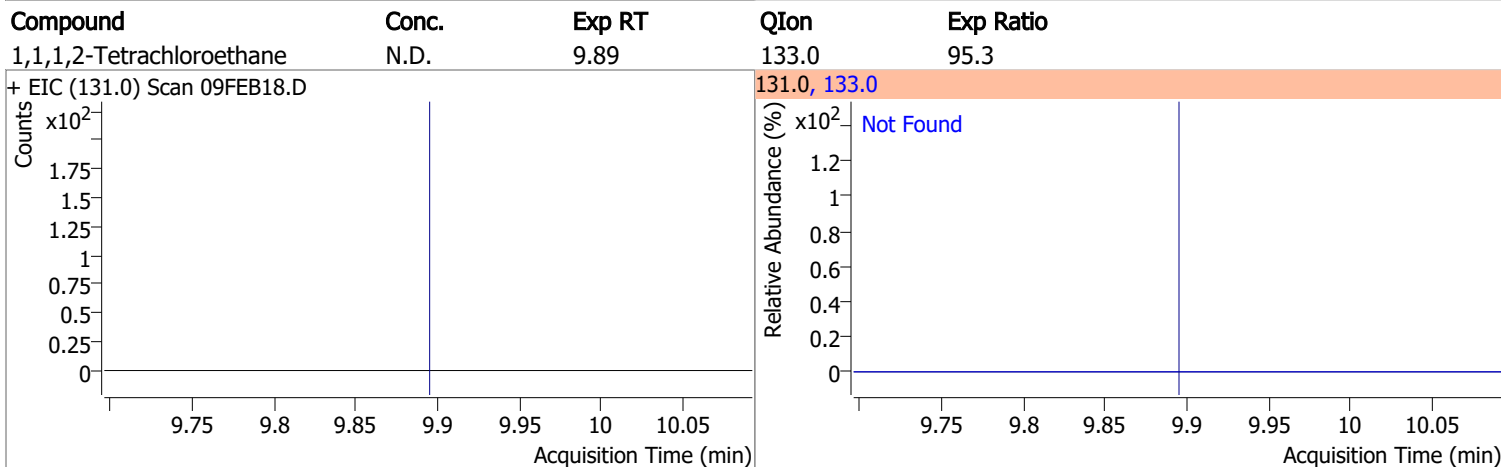 Compound Conc. Exp RT QIon Exp Ratio
1,1,1,2-Tetrachloroethane N.D. 9.89 133.0 95.3
+ EIC (131.0) Scan 09FEB18.D
Counts
x10²
1.75
1.5
1.25
1
0.75
0.5
0.25
0
9.75 9.8 9.85 9.9 9.95 10 10.05
Acquisition Time (min)
131.0, 133.0
Relative Abundance (%)
x10²
Not Found
1.2
1
0.8
0.6
0.4
0.2
0
9.75 9.8 9.85 9.9 9.95 10 10.05
Acquisition Time (min)